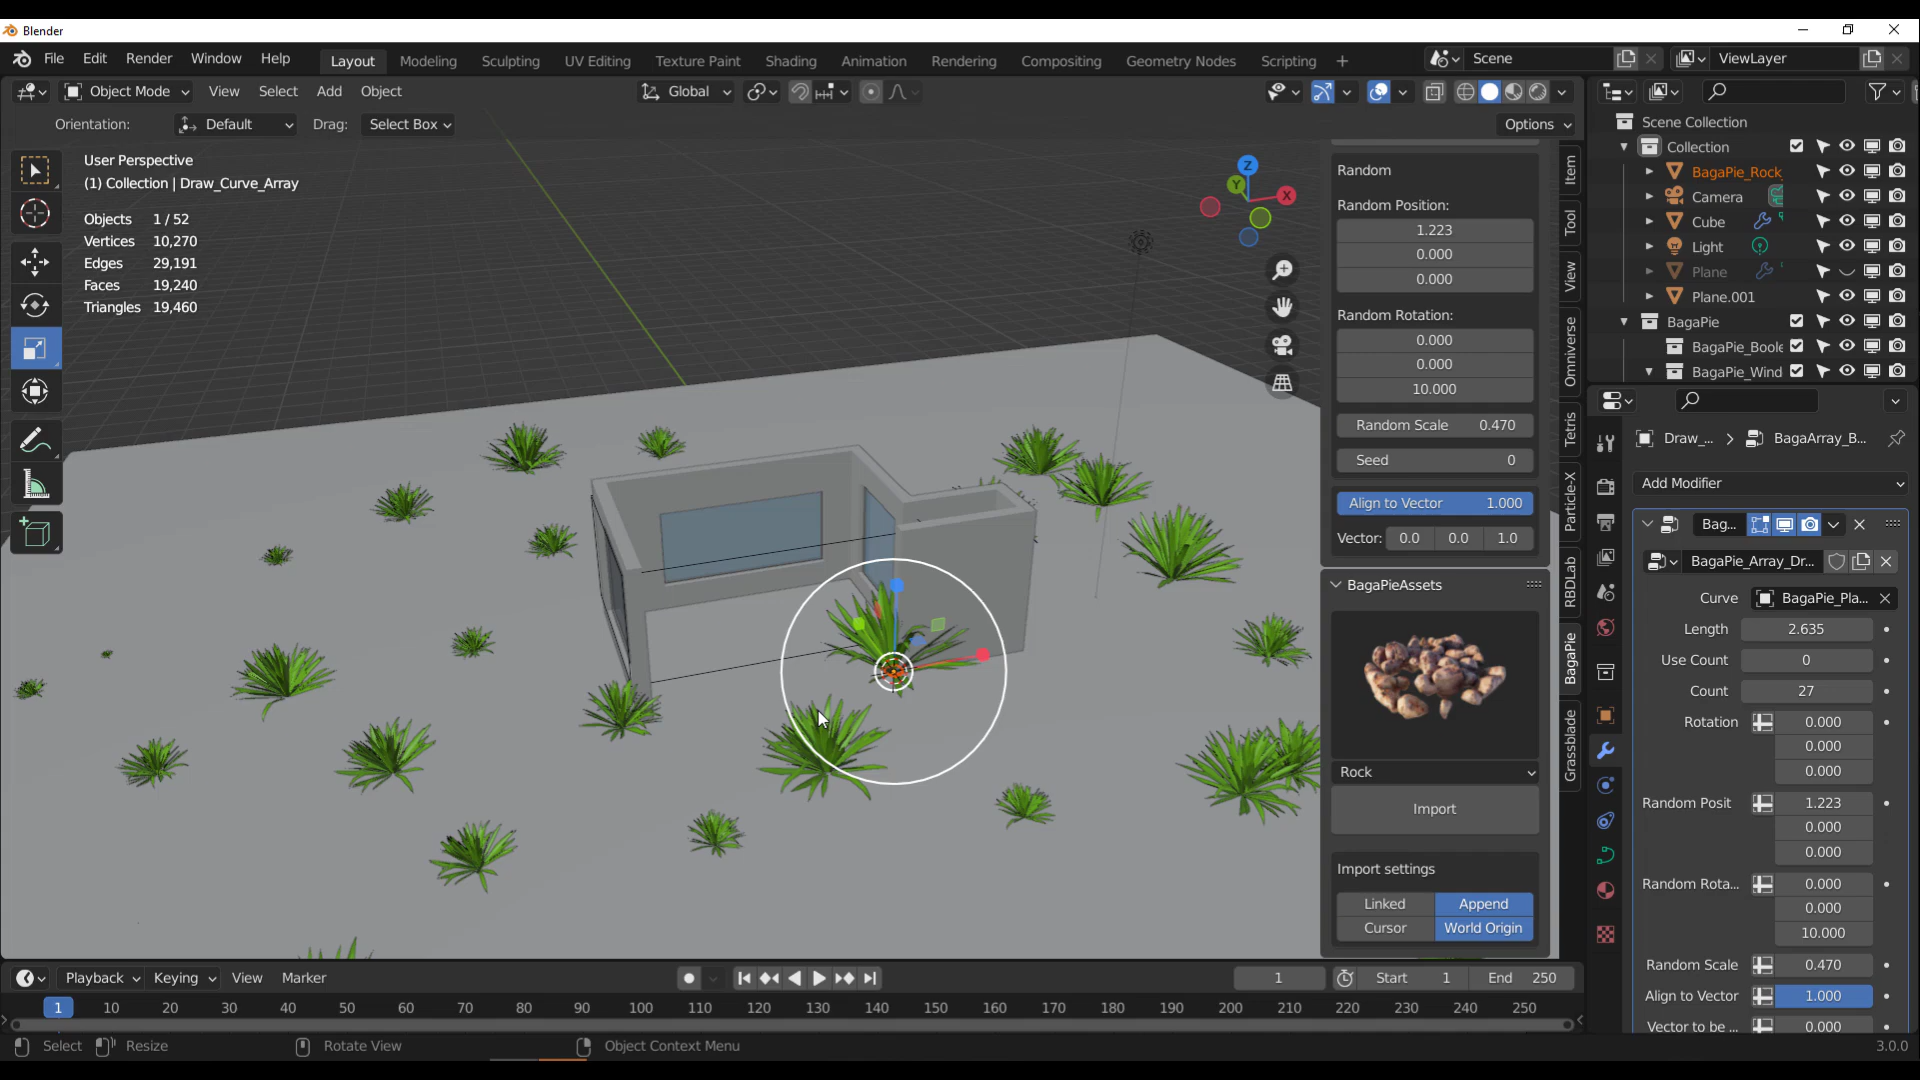 Blender
File Edit Render Window Help Layout Modeling Sculpting UV Editing Texture Paint Shading Animation Rendering Compositing Geometry Nodes Scripting + Scene ViewLayer
Object Mode View Select Add Object Global
Orientation: Default Drag: Select Box Options
User Perspective
(1) Collection | Draw_Curve_Array
Objects 1 / 52
Vertices 10,270
Edges 29,191
Faces 19,240
Triangles 19,460
Z
Y
X
Random
Random Position:
1.223
0.000
0.000
Random Rotation:
0.000
0.000
10.000
Random Scale 0.470
Seed 0
Align to Vector 1.000
Vector: 0.0 0.0 1.0
BagaPieAssets
Rock
Import
Import settings
Linked Append
Cursor World Origin
Item
Tool
View
Omniverse
Tetris
Particle-X
RBDLab
BagaPie
Grassblade
Scene Collection
Collection
BagaPie_Rock
Camera
Cube
Light
Plane
Plane.001
BagaPie
BagaPie_Boole
BagaPie_Wind
Draw_... BagaArray_B...
Add Modifier
Bag...
BagaPie_Array_Dr...
Curve BagaPie_Pla...
Length 2.635
Use Count 0
Count 27
Rotation 0.000
0.000
0.000
Random Posit 1.223
0.000
0.000
Random Rota... 0.000
0.000
10.000
Random Scale 0.470
Align to Vector 1.000
Vector to be ... 0.000
Playback Keying View Marker 1 Start 1 End 250
1 10 20 30 40 50 60 70 80 90 100 110 120 130 140 150 160 170 180 190 200 210 220 230 240 250
Select Resize Rotate View Object Context Menu 3.0.0